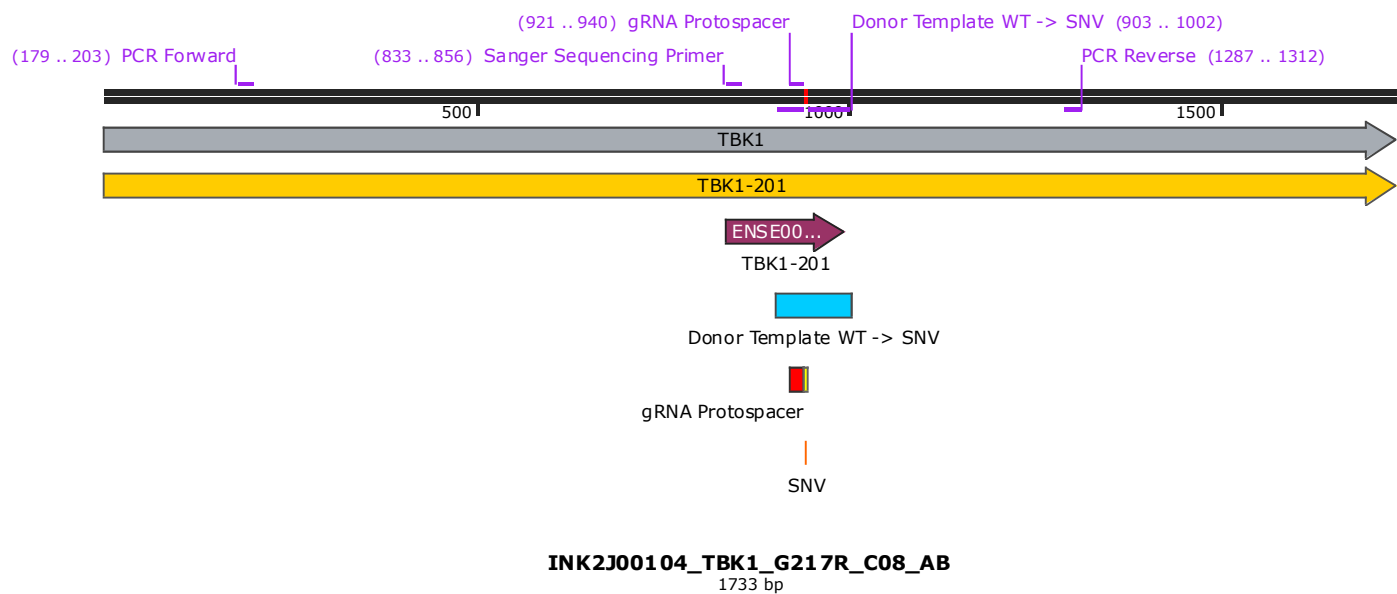 (921 .. 940) gRNA Protospacer
Donor Template WT -> SNV (903 .. 1002)
(179 .. 203) PCR Forward
(833 .. 856) Sanger Sequencing Primer
PCR Reverse (1287 .. 1312)
500
1000
1500
TBK1
TBK1-201
ENSE00...
TBK1-201
Donor Template WT -> SNV
gRNA Protospacer
SNV
INK2J00104_TBK1_G217R_C08_AB
1733 bp